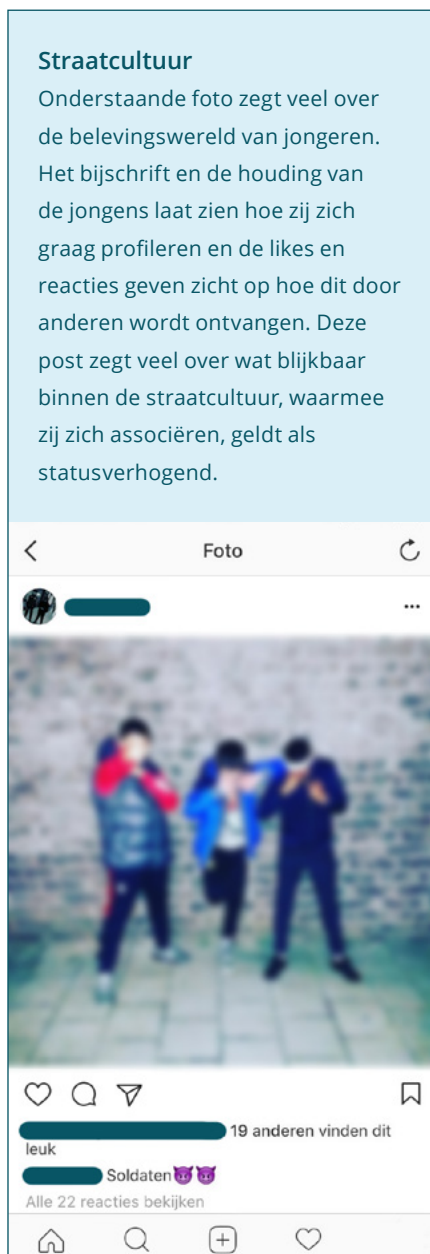 Straatcultuur
Onderstaande foto zegt veel over
de belevingswereld van jongeren.
Het bijschrift en de houding van
de jongens laat zien hoe zij zich
graag profileren en de likes en
reacties geven zicht op hoe dit door
anderen wordt ontvangen. Deze
post zegt veel over wat blijkbaar
binnen de straatcultuur, waarmee
zij zich associëren, geldt als
statusverhogend.
Foto
19 anderen vinden dit
leuk
Soldaten😈😈
Alle 22 reacties bekijken